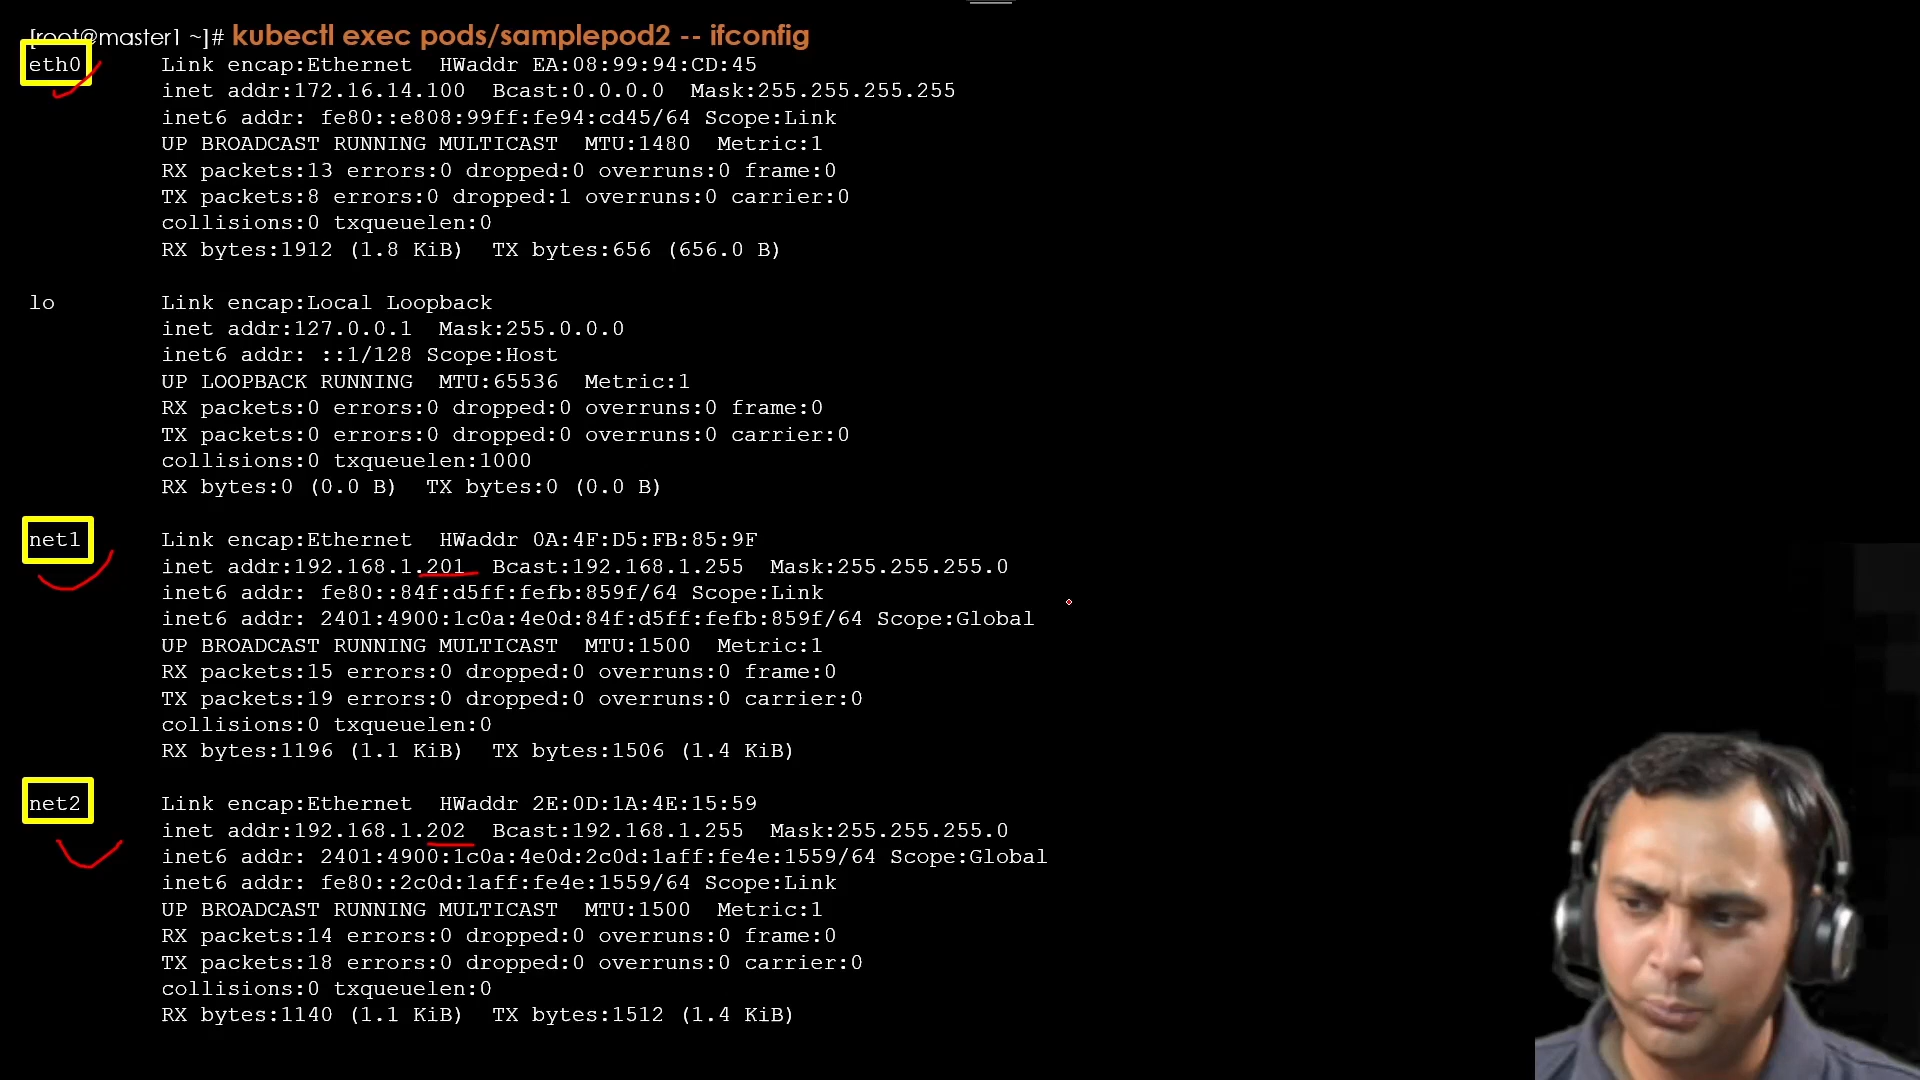 [root@master1 ~]# kubectl exec pods/samplepod2 -- ifconfig
eth0 Link encap:Ethernet HWaddr EA:08:99:94:CD:45
inet addr:172.16.14.100 Bcast:0.0.0.0 Mask:255.255.255.255
inet6 addr: fe80::e808:99ff:fe94:cd45/64 Scope:Link
UP BROADCAST RUNNING MULTICAST MTU:1480 Metric:1
RX packets:13 errors:0 dropped:0 overruns:0 frame:0
TX packets:8 errors:0 dropped:1 overruns:0 carrier:0
collisions:0 txqueuelen:0
RX bytes:1912 (1.8 KiB) TX bytes:656 (656.0 B)
lo Link encap:Local Loopback
inet addr:127.0.0.1 Mask:255.0.0.0
inet6 addr: ::1/128 Scope:Host
UP LOOPBACK RUNNING MTU:65536 Metric:1
RX packets:0 errors:0 dropped:0 overruns:0 frame:0
TX packets:0 errors:0 dropped:0 overruns:0 carrier:0
collisions:0 txqueuelen:1000
RX bytes:0 (0.0 B) TX bytes:0 (0.0 B)
net1 Link encap:Ethernet HWaddr 0A:4F:D5:FB:85:9F
inet addr:192.168.1.201 Bcast:192.168.1.255 Mask:255.255.255.0
inet6 addr: fe80::84f:d5ff:fefb:859f/64 Scope:Link
inet6 addr: 2401:4900:1c0a:4e0d:84f:d5ff:fefb:859f/64 Scope:Global
UP BROADCAST RUNNING MULTICAST MTU:1500 Metric:1
RX packets:15 errors:0 dropped:0 overruns:0 frame:0
TX packets:19 errors:0 dropped:0 overruns:0 carrier:0
collisions:0 txqueuelen:0
RX bytes:1196 (1.1 KiB) TX bytes:1506 (1.4 KiB)
net2 Link encap:Ethernet HWaddr 2E:0D:1A:4E:15:59
inet addr:192.168.1.202 Bcast:192.168.1.255 Mask:255.255.255.0
inet6 addr: 2401:4900:1c0a:4e0d:2c0d:1aff:fe4e:1559/64 Scope:Global
inet6 addr: fe80::2c0d:1aff:fe4e:1559/64 Scope:Link
UP BROADCAST RUNNING MULTICAST MTU:1500 Metric:1
RX packets:14 errors:0 dropped:0 overruns:0 frame:0
TX packets:18 errors:0 dropped:0 overruns:0 carrier:0
collisions:0 txqueuelen:0
RX bytes:1140 (1.1 KiB) TX bytes:1512 (1.4 KiB)